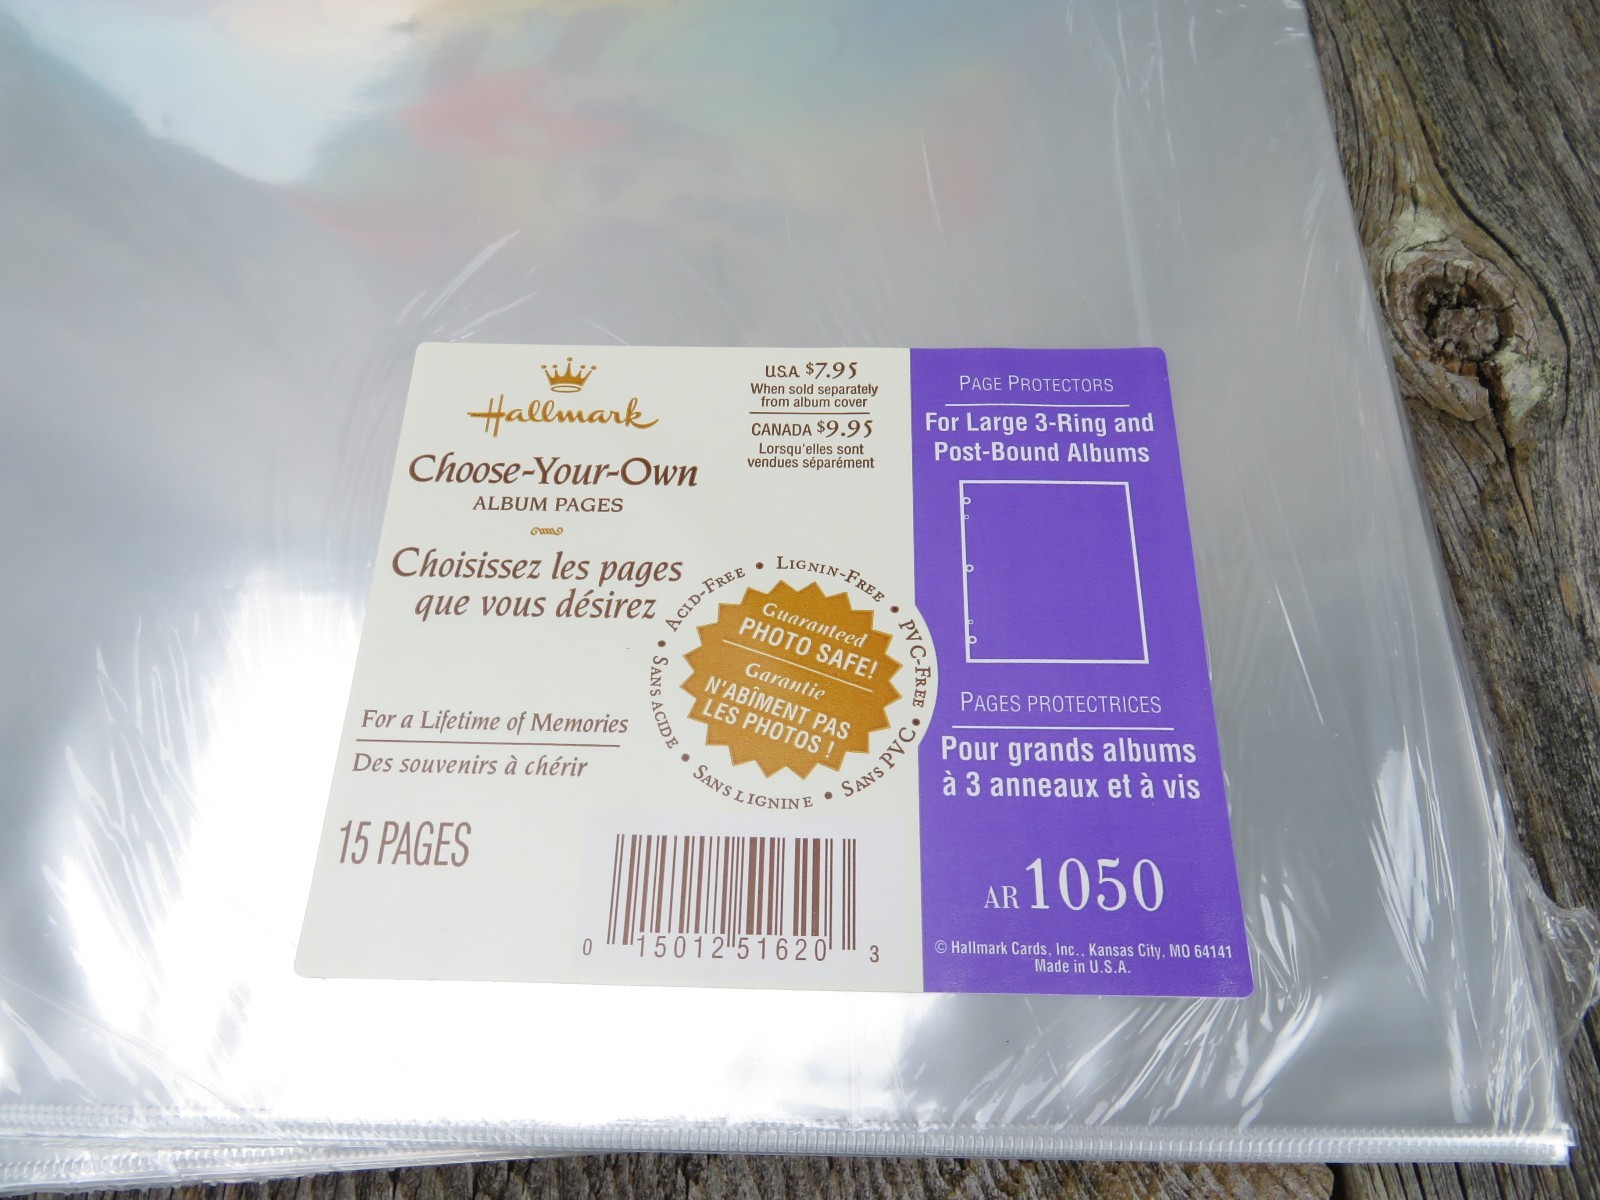 Hallmark
Choose-Your-Own
ALBUM PAGES
Choisissez les pages
que vous désirez
For a Lifetime of Memories
Des souvenirs à chérir
15 PAGES
U.S.A. $7.95
When sold separately
from album cover
CANADA $9.95
Lorsqu'elles sont
vendues séparément
ACID-FREE • LIGNIN-FREE • PVC-FREE • SANS PVC • SANS LIGNINE • SANS ACIDE •
Guaranteed
PHOTO SAFE!
Garantie
N'ABÎMENT PAS
LES PHOTOS !
0 15012 51620 3
PAGE PROTECTORS
For Large 3-Ring and
Post-Bound Albums
PAGES PROTECTRICES
Pour grands albums
à 3 anneaux et à vis
AR 1050
© Hallmark Cards, Inc., Kansas City, MO 64141
Made in U.S.A.